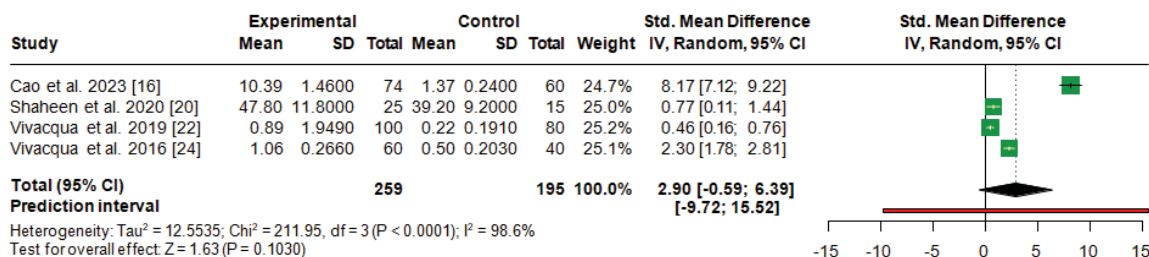 Experimental Control Std. Mean Difference Std. Mean Difference
Study Mean SD Total Mean SD Total Weight IV, Random, 95% CI IV, Random, 95% CI
Cao et al. 2023 [16] 10.39 1.4600 74 1.37 0.2400 60 24.7% 8.17 [7.12; 9.22]
Shaheen et al. 2020 [20] 47.80 11.8000 25 39.20 9.2000 15 25.0% 0.77 [0.11; 1.44]
Vivacqua et al. 2019 [22] 0.89 1.9490 100 0.22 0.1910 80 25.2% 0.46 [0.16; 0.76]
Vivacqua et al. 2016 [24] 1.06 0.2660 60 0.50 0.2030 40 25.1% 2.30 [1.78; 2.81]
Total (95% CI) 259 195 100.0% 2.90 [-0.59; 6.39]
Prediction interval [-9.72; 15.52]
Heterogeneity: Tau² = 12.5535; Chi² = 211.95, df = 3 (P < 0.0001); I² = 98.6%
Test for overall effect: Z = 1.63 (P = 0.1030)
-15 -10 -5 0 5 10 15